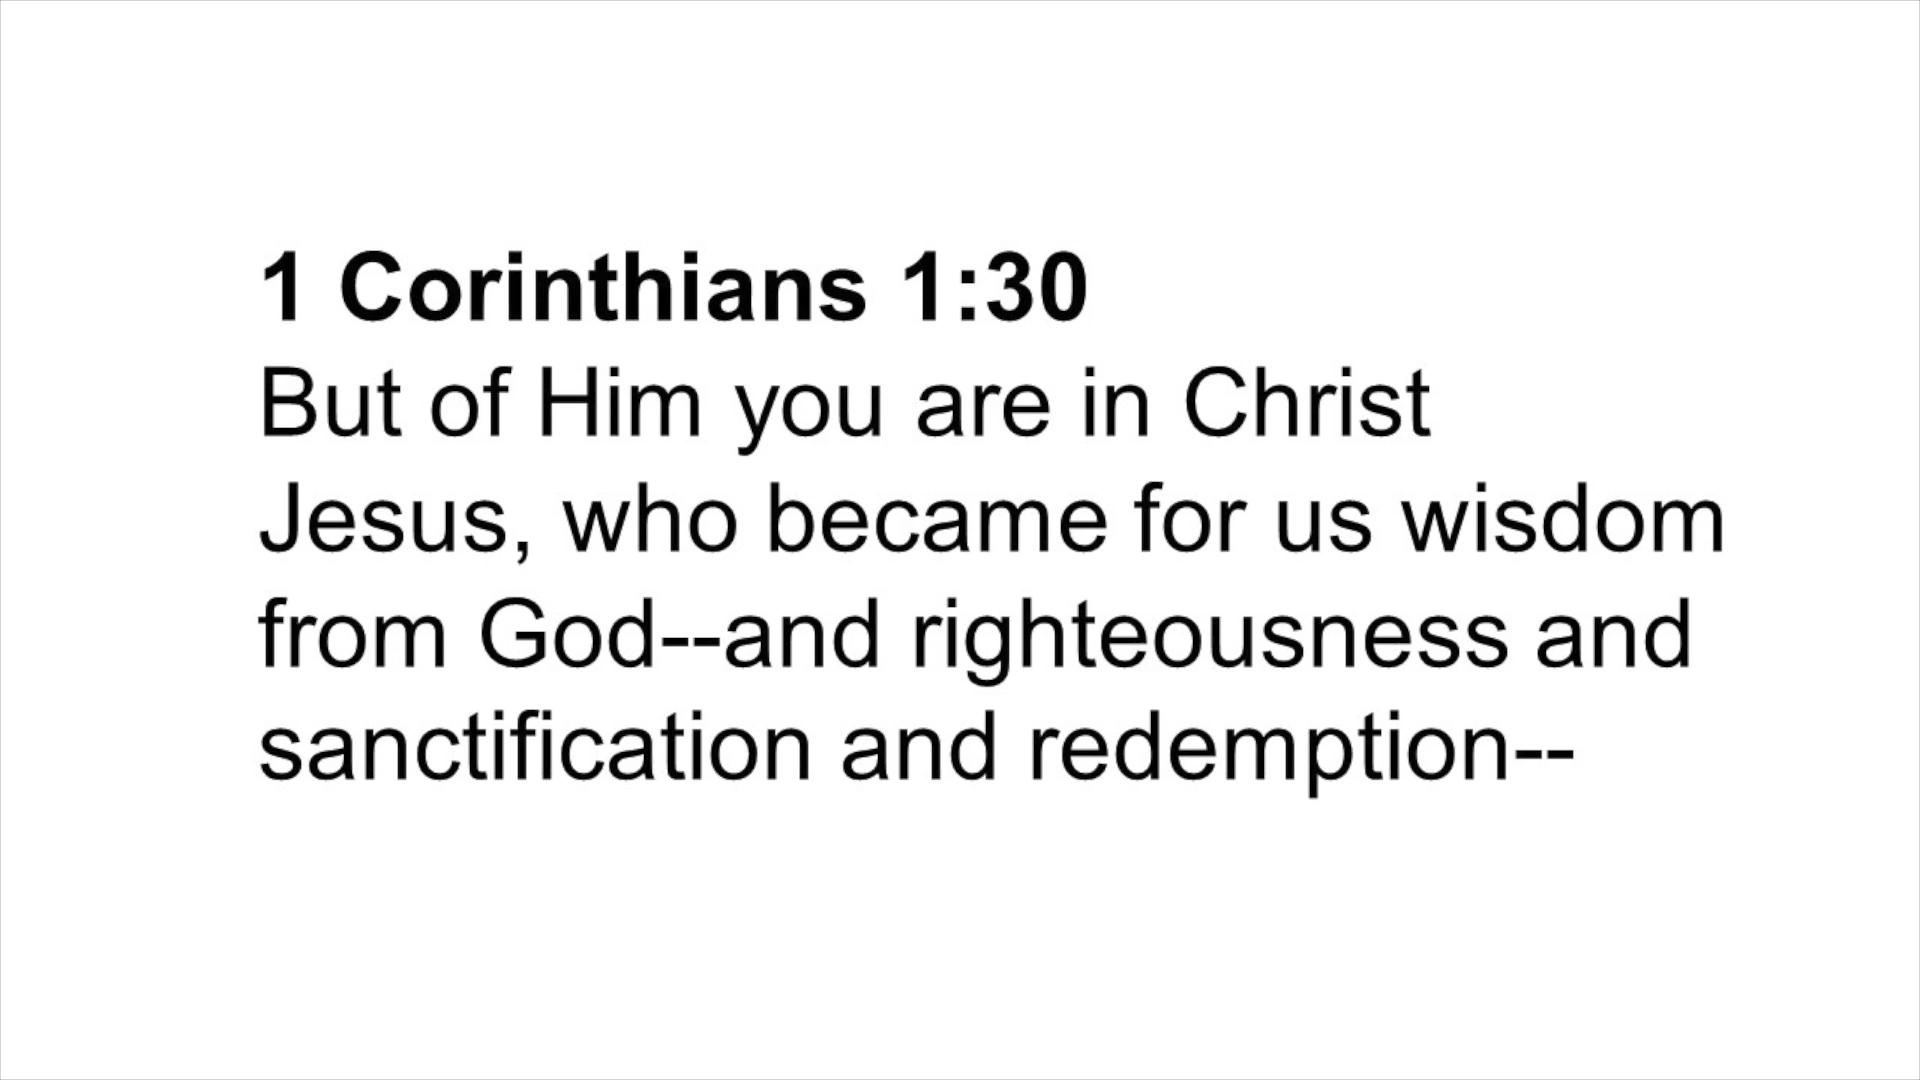 1 Corinthians 1:30
But of Him you are in Christ
Jesus, who became for us wisdom
from God--and righteousness and
sanctification and redemption--